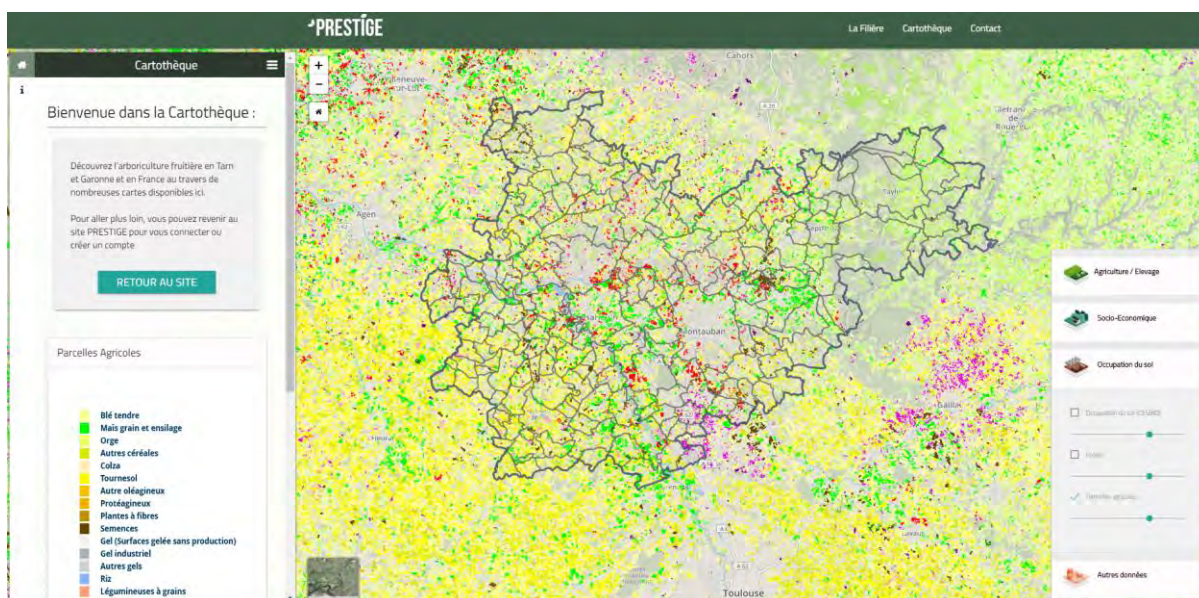 PRESTIGE
La Filière Cartothèque Contact
Cartothèque
i
Bienvenue dans la Cartothèque :
Découvrez l'arboriculture fruitière en Tarn
et Garonne et en France au travers de
nombreuses cartes disponibles ici.
Pour aller plus loin, vous pouvez revenir au
site PRESTIGE pour vous connecter ou
créer un compte
RETOUR AU SITE
Parcelles Agricoles
Blé tendre
Maïs grain et ensilage
Orge
Autres céréales
Colza
Tournesol
Autre oléagineux
Protéagineux
Plantes à fibres
Semences
Gel (Surfaces gelée sans production)
Gel industriel
Autres gels
Riz
Légumineuses à grains
+
−
Cahors
Agen
Montauban
Gaillac
Toulouse
Agriculture / Elevage
Socio-Economique
Occupation du sol
Autres données